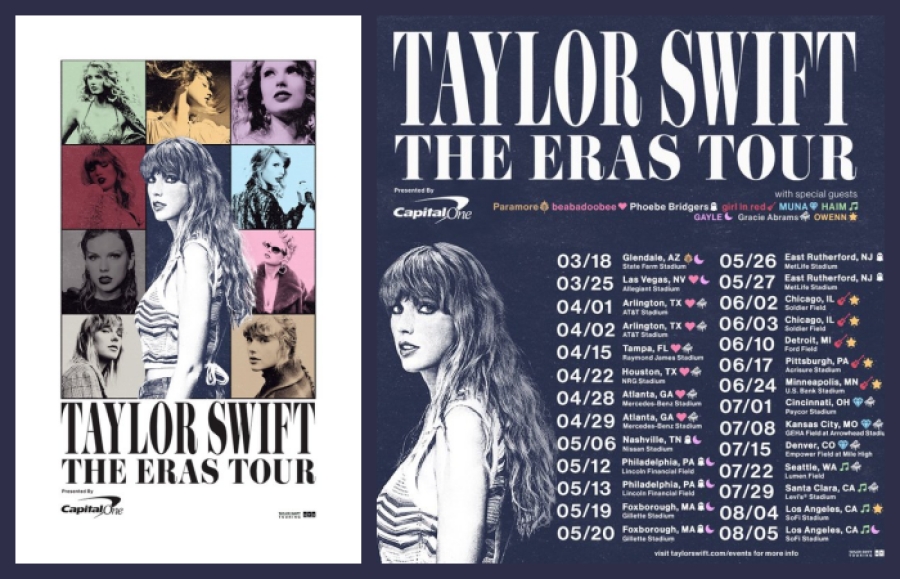 TAYLOR SWIFT
THE ERAS TOUR
Presented By
CapitalOne
TAYLOR SWIFT
THE ERAS TOUR
Presented By
CapitalOne
with special guests
Paramore beabadoobee Phoebe Bridgers girl in red MUNA HAIM
GAYLE Gracie Abrams OWENN
03/18 Glendale, AZ
State Farm Stadium
03/25 Las Vegas, NV
Allegiant Stadium
04/01 Arlington, TX
AT&T Stadium
04/02 Arlington, TX
AT&T Stadium
04/15 Tampa, FL
Raymond James Stadium
04/22 Houston, TX
NRG Stadium
04/28 Atlanta, GA
Mercedes-Benz Stadium
04/29 Atlanta, GA
Mercedes-Benz Stadium
05/06 Nashville, TN
Nissan Stadium
05/12 Philadelphia, PA
Lincoln Financial Field
05/13 Philadelphia, PA
Lincoln Financial Field
05/19 Foxborough, MA
Gillette Stadium
05/20 Foxborough, MA
Gillette Stadium
05/26 East Rutherford, NJ
MetLife Stadium
05/27 East Rutherford, NJ
MetLife Stadium
06/02 Chicago, IL
Soldier Field
06/03 Chicago, IL
Soldier Field
06/10 Detroit, MI
Ford Field
06/17 Pittsburgh, PA
Acrisure Stadium
06/24 Minneapolis, MN
U.S. Bank Stadium
07/01 Cincinnati, OH
Paycor Stadium
07/08 Kansas City, MO
GEHA Field at Arrowhead Stadis
07/15 Denver, CO
Empower Field at Mile High
07/22 Seattle, WA
Lumen Field
07/29 Santa Clara, CA
Levi's® Stadium
08/04 Los Angeles, CA
SoFi Stadium
08/05 Los Angeles, CA
SoFi Stadium
visit taylorswift.com/events for more info